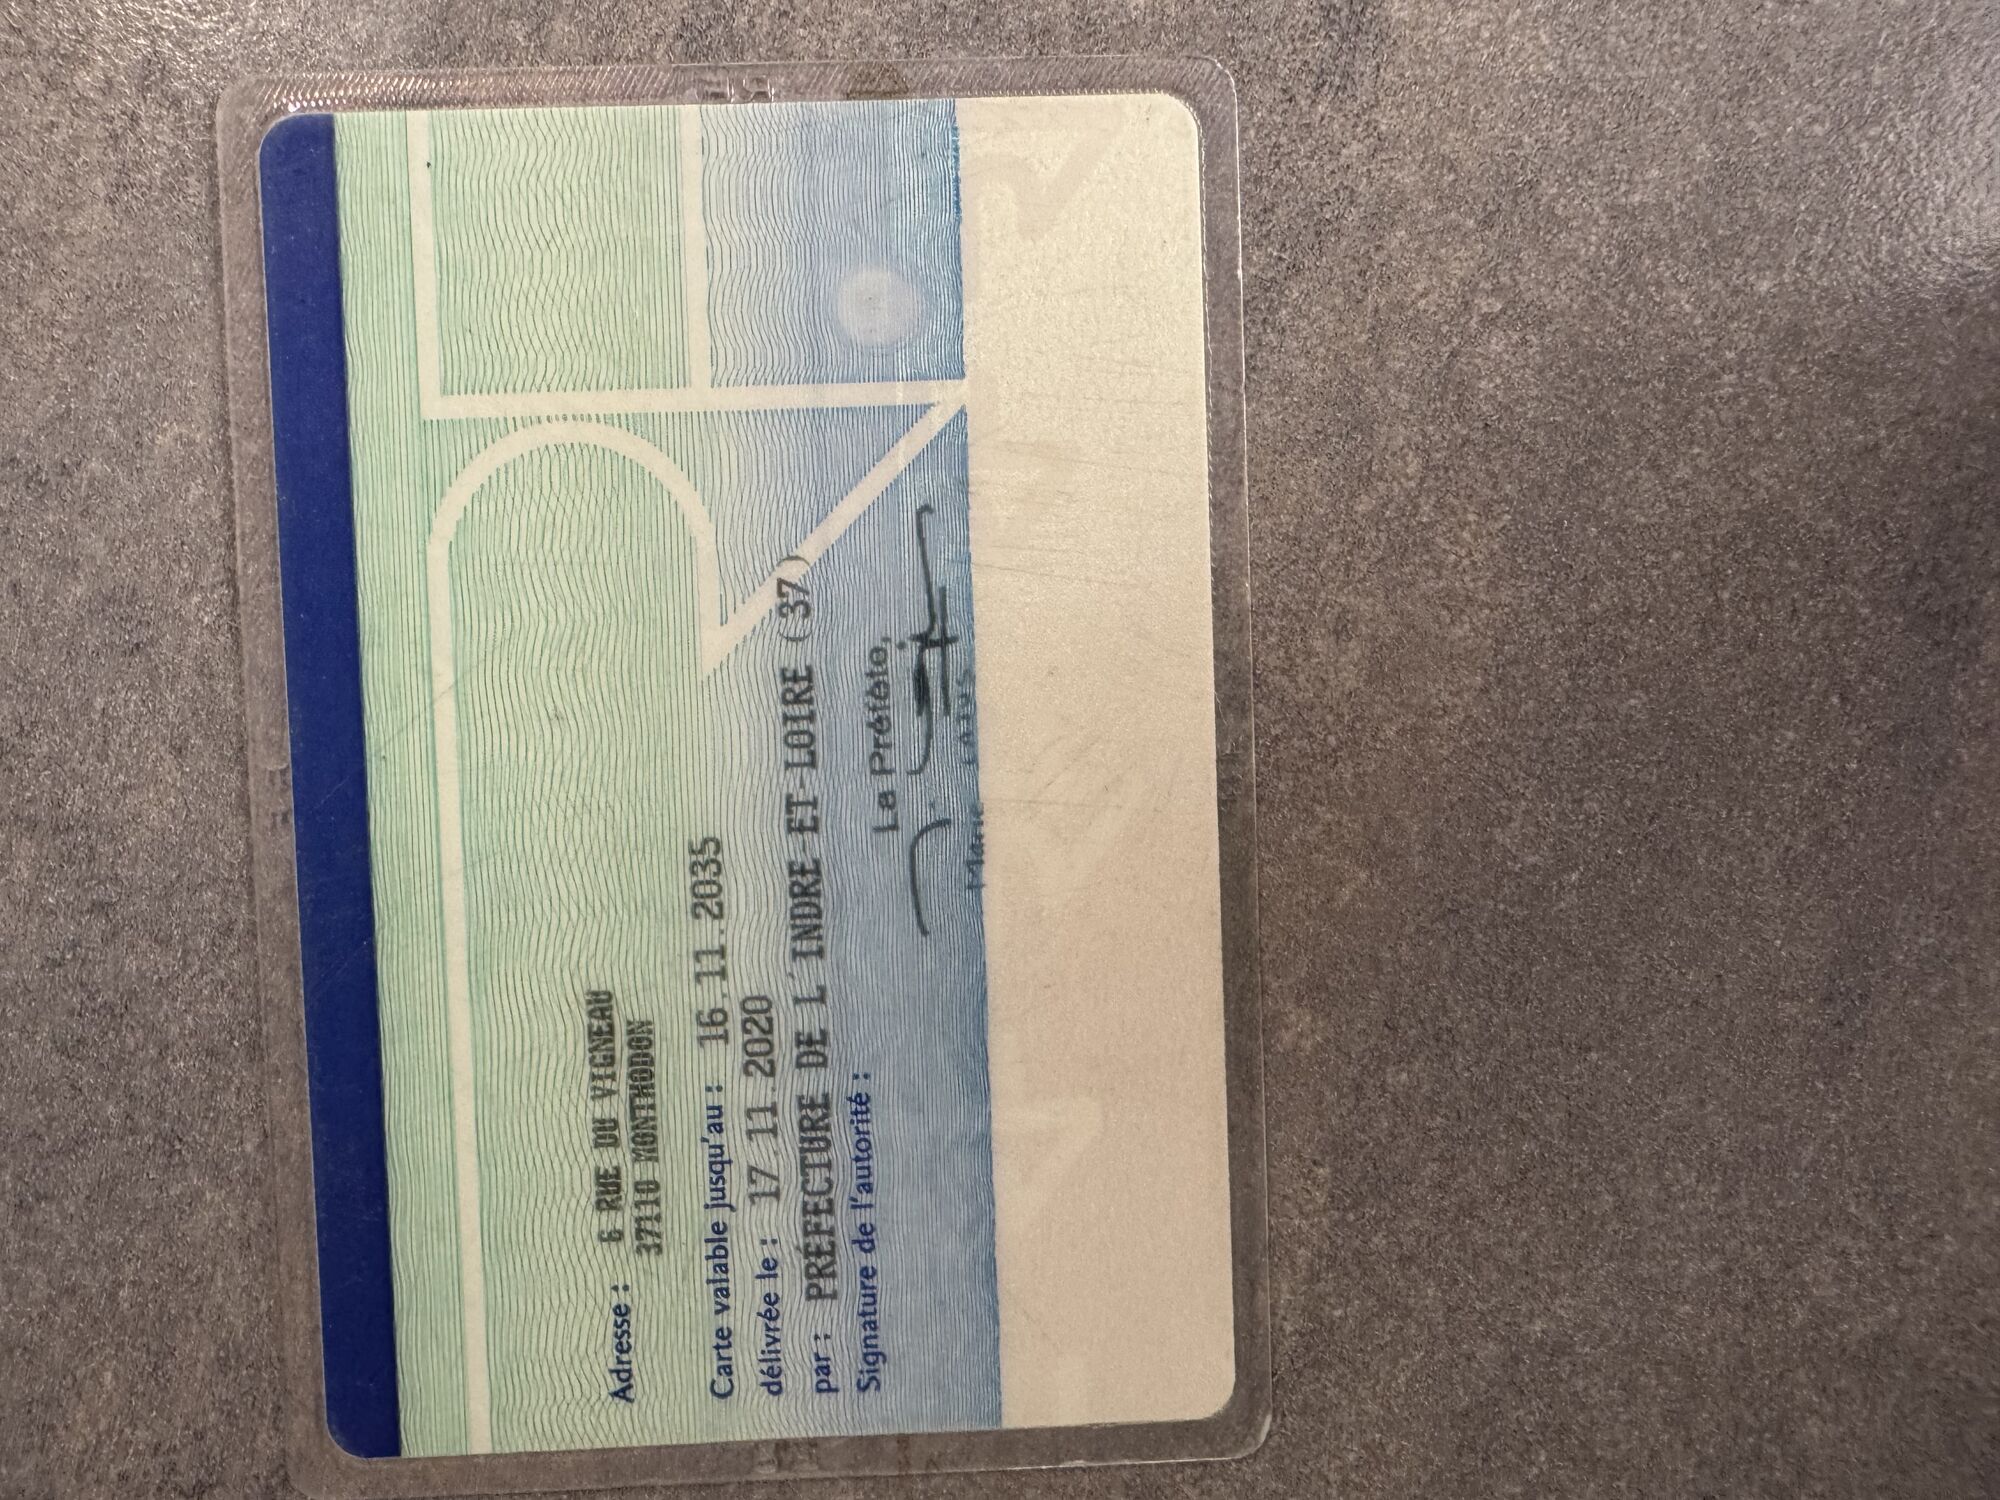 Adresse : 6 RUE DU VIGNEAU
37110 MONTHODON
Carte valable jusqu'au : 16.11.2035
délivrée le : 17.11.2020
par : PRÉFECTURE DE L'INDRE-ET-LOIRE (37)
Signature de l'autorité :
La Préfète,
Marie